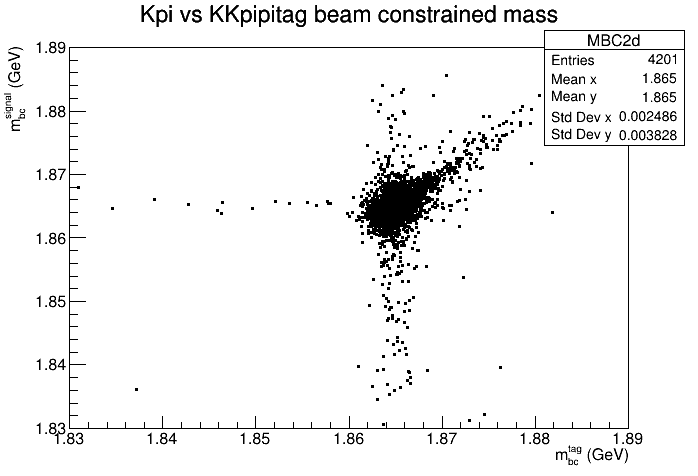 Kpi vs KKpipitag beam constrained mass
MBC2d
Entries 4201
Mean x 1.865
Mean y 1.865
Std Dev x 0.002486
Std Dev y 0.003828
m_bc^signal (GeV)
1.89
1.88
1.87
1.86
1.85
1.84
1.83
1.83 1.84 1.85 1.86 1.87 1.88 1.89
m_bc^tag (GeV)